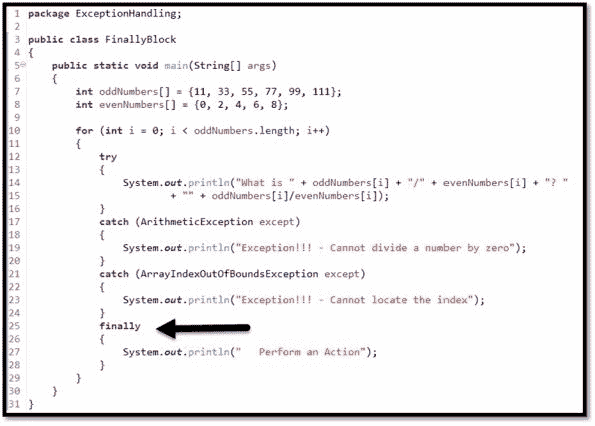 1 package ExceptionHandling;
2
3 public class FinallyBlock
4 {
5 public static void main(String[] args)
6 {
7 int oddNumbers[] = {11, 33, 55, 77, 99, 111};
8 int evenNumbers[] = {0, 2, 4, 6, 8};
9
10 for (int i = 0; i < oddNumbers.length; i++)
11 {
12 try
13 {
14 System.out.println("What is " + oddNumbers[i] + "/" + evenNumbers[i] + "? "
15 + "" + oddNumbers[i]/evenNumbers[i]);
16 }
17 catch (ArithmeticException except)
18 {
19 System.out.println("Exception!!! - Cannot divide a number by zero");
20 }
21 catch (ArrayIndexOutOfBoundsException except)
22 {
23 System.out.println("Exception!!! - Cannot locate the index");
24 }
25 finally
26 {
27 System.out.println("   Perform an Action");
28 }
29 }
30 }
31 }